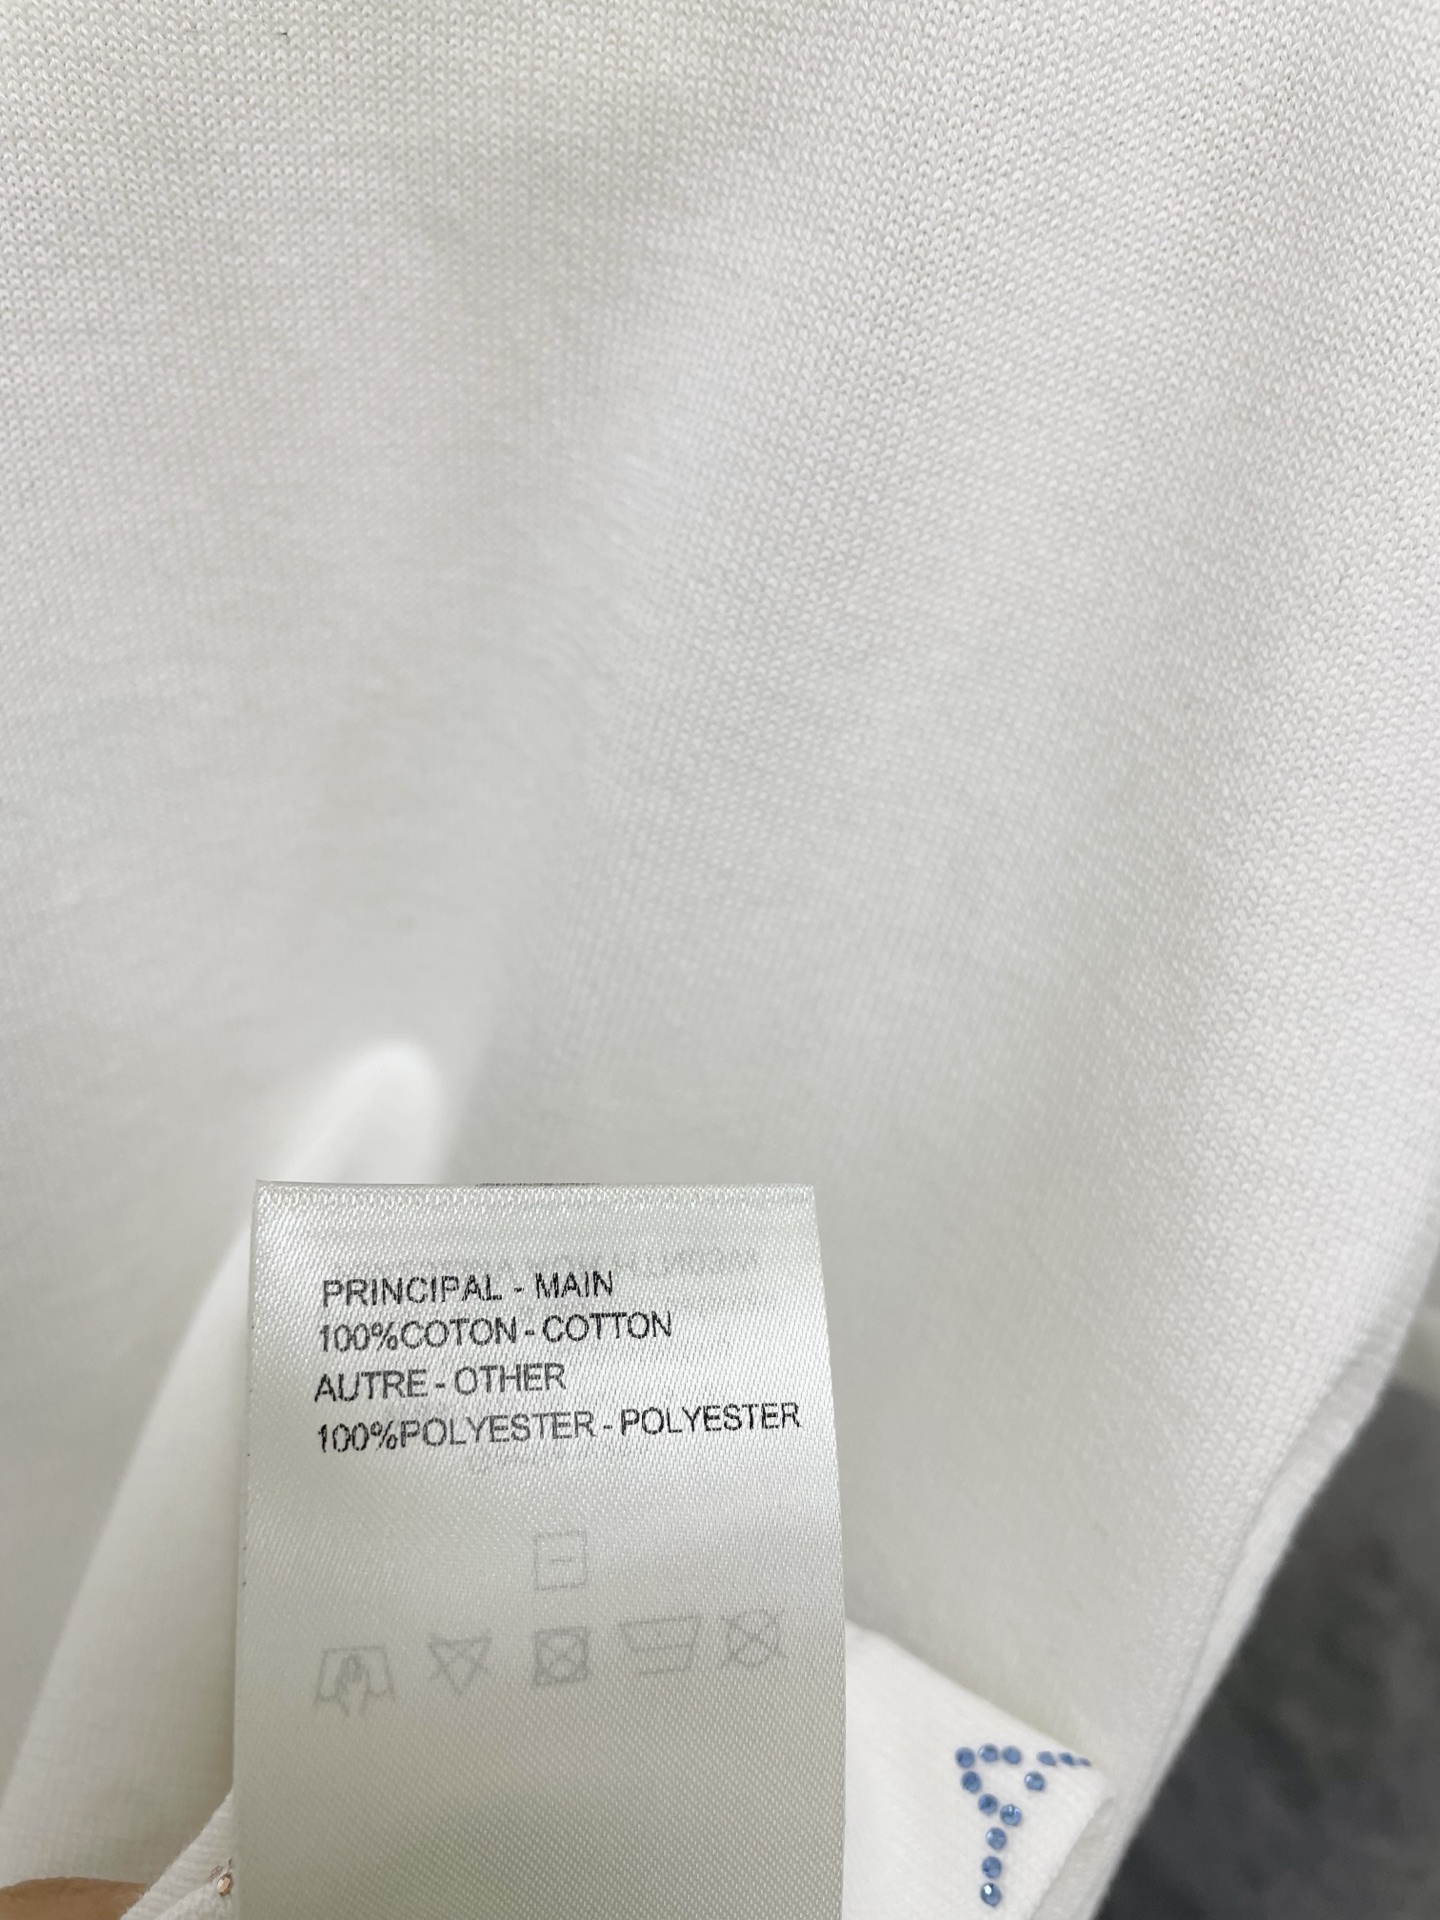 PRINCIPAL - MAIN
100%COTON - COTTON
AUTRE - OTHER
100%POLYESTER - POLYESTER